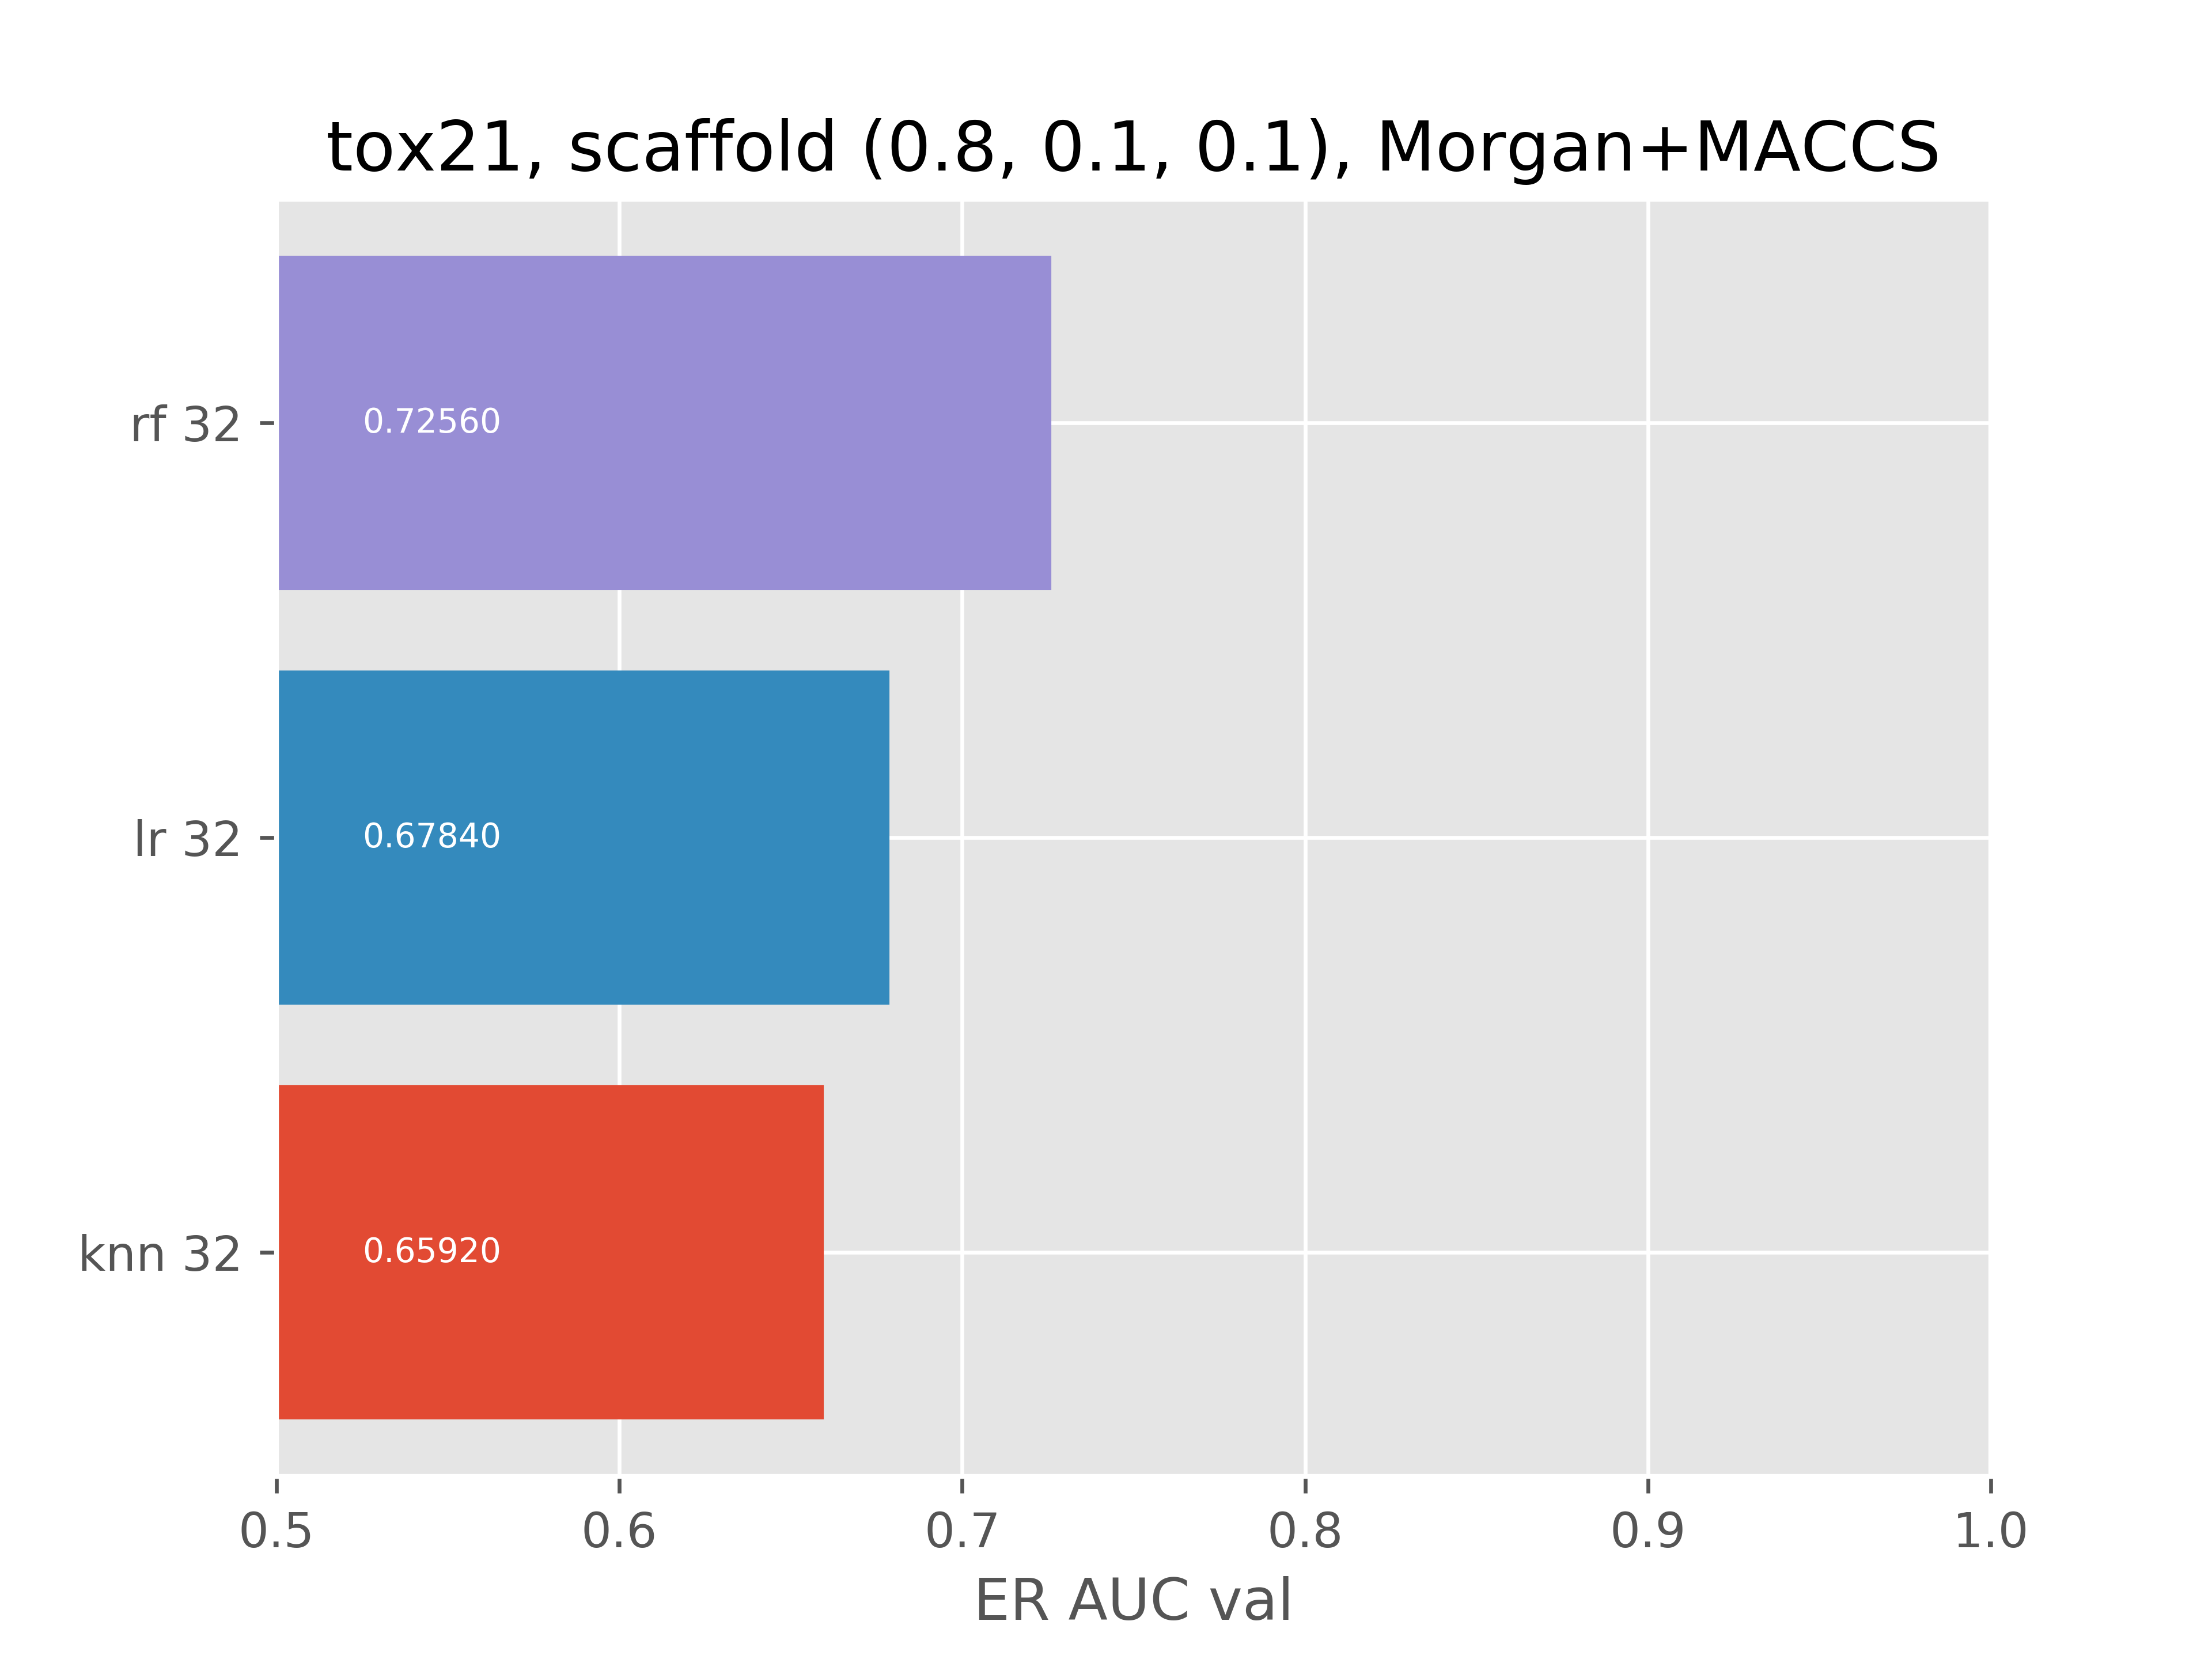 tox21, scaffold (0.8, 0.1, 0.1), Morgan+MACCS
rf 32
0.72560
lr 32
0.67840
knn 32
0.65920
0.5 0.6 0.7 0.8 0.9 1.0
ER AUC val